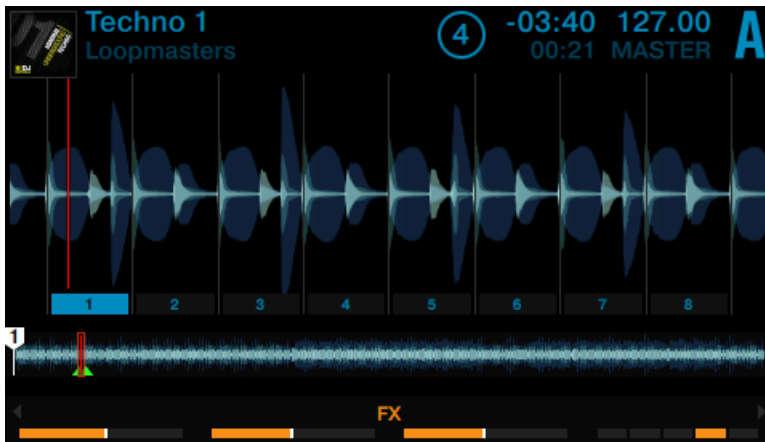 Techno 1
Loopmasters
4
-03:40 127.00
00:21 MASTER
A
1 2 3 4 5 6 7 8
1
FX